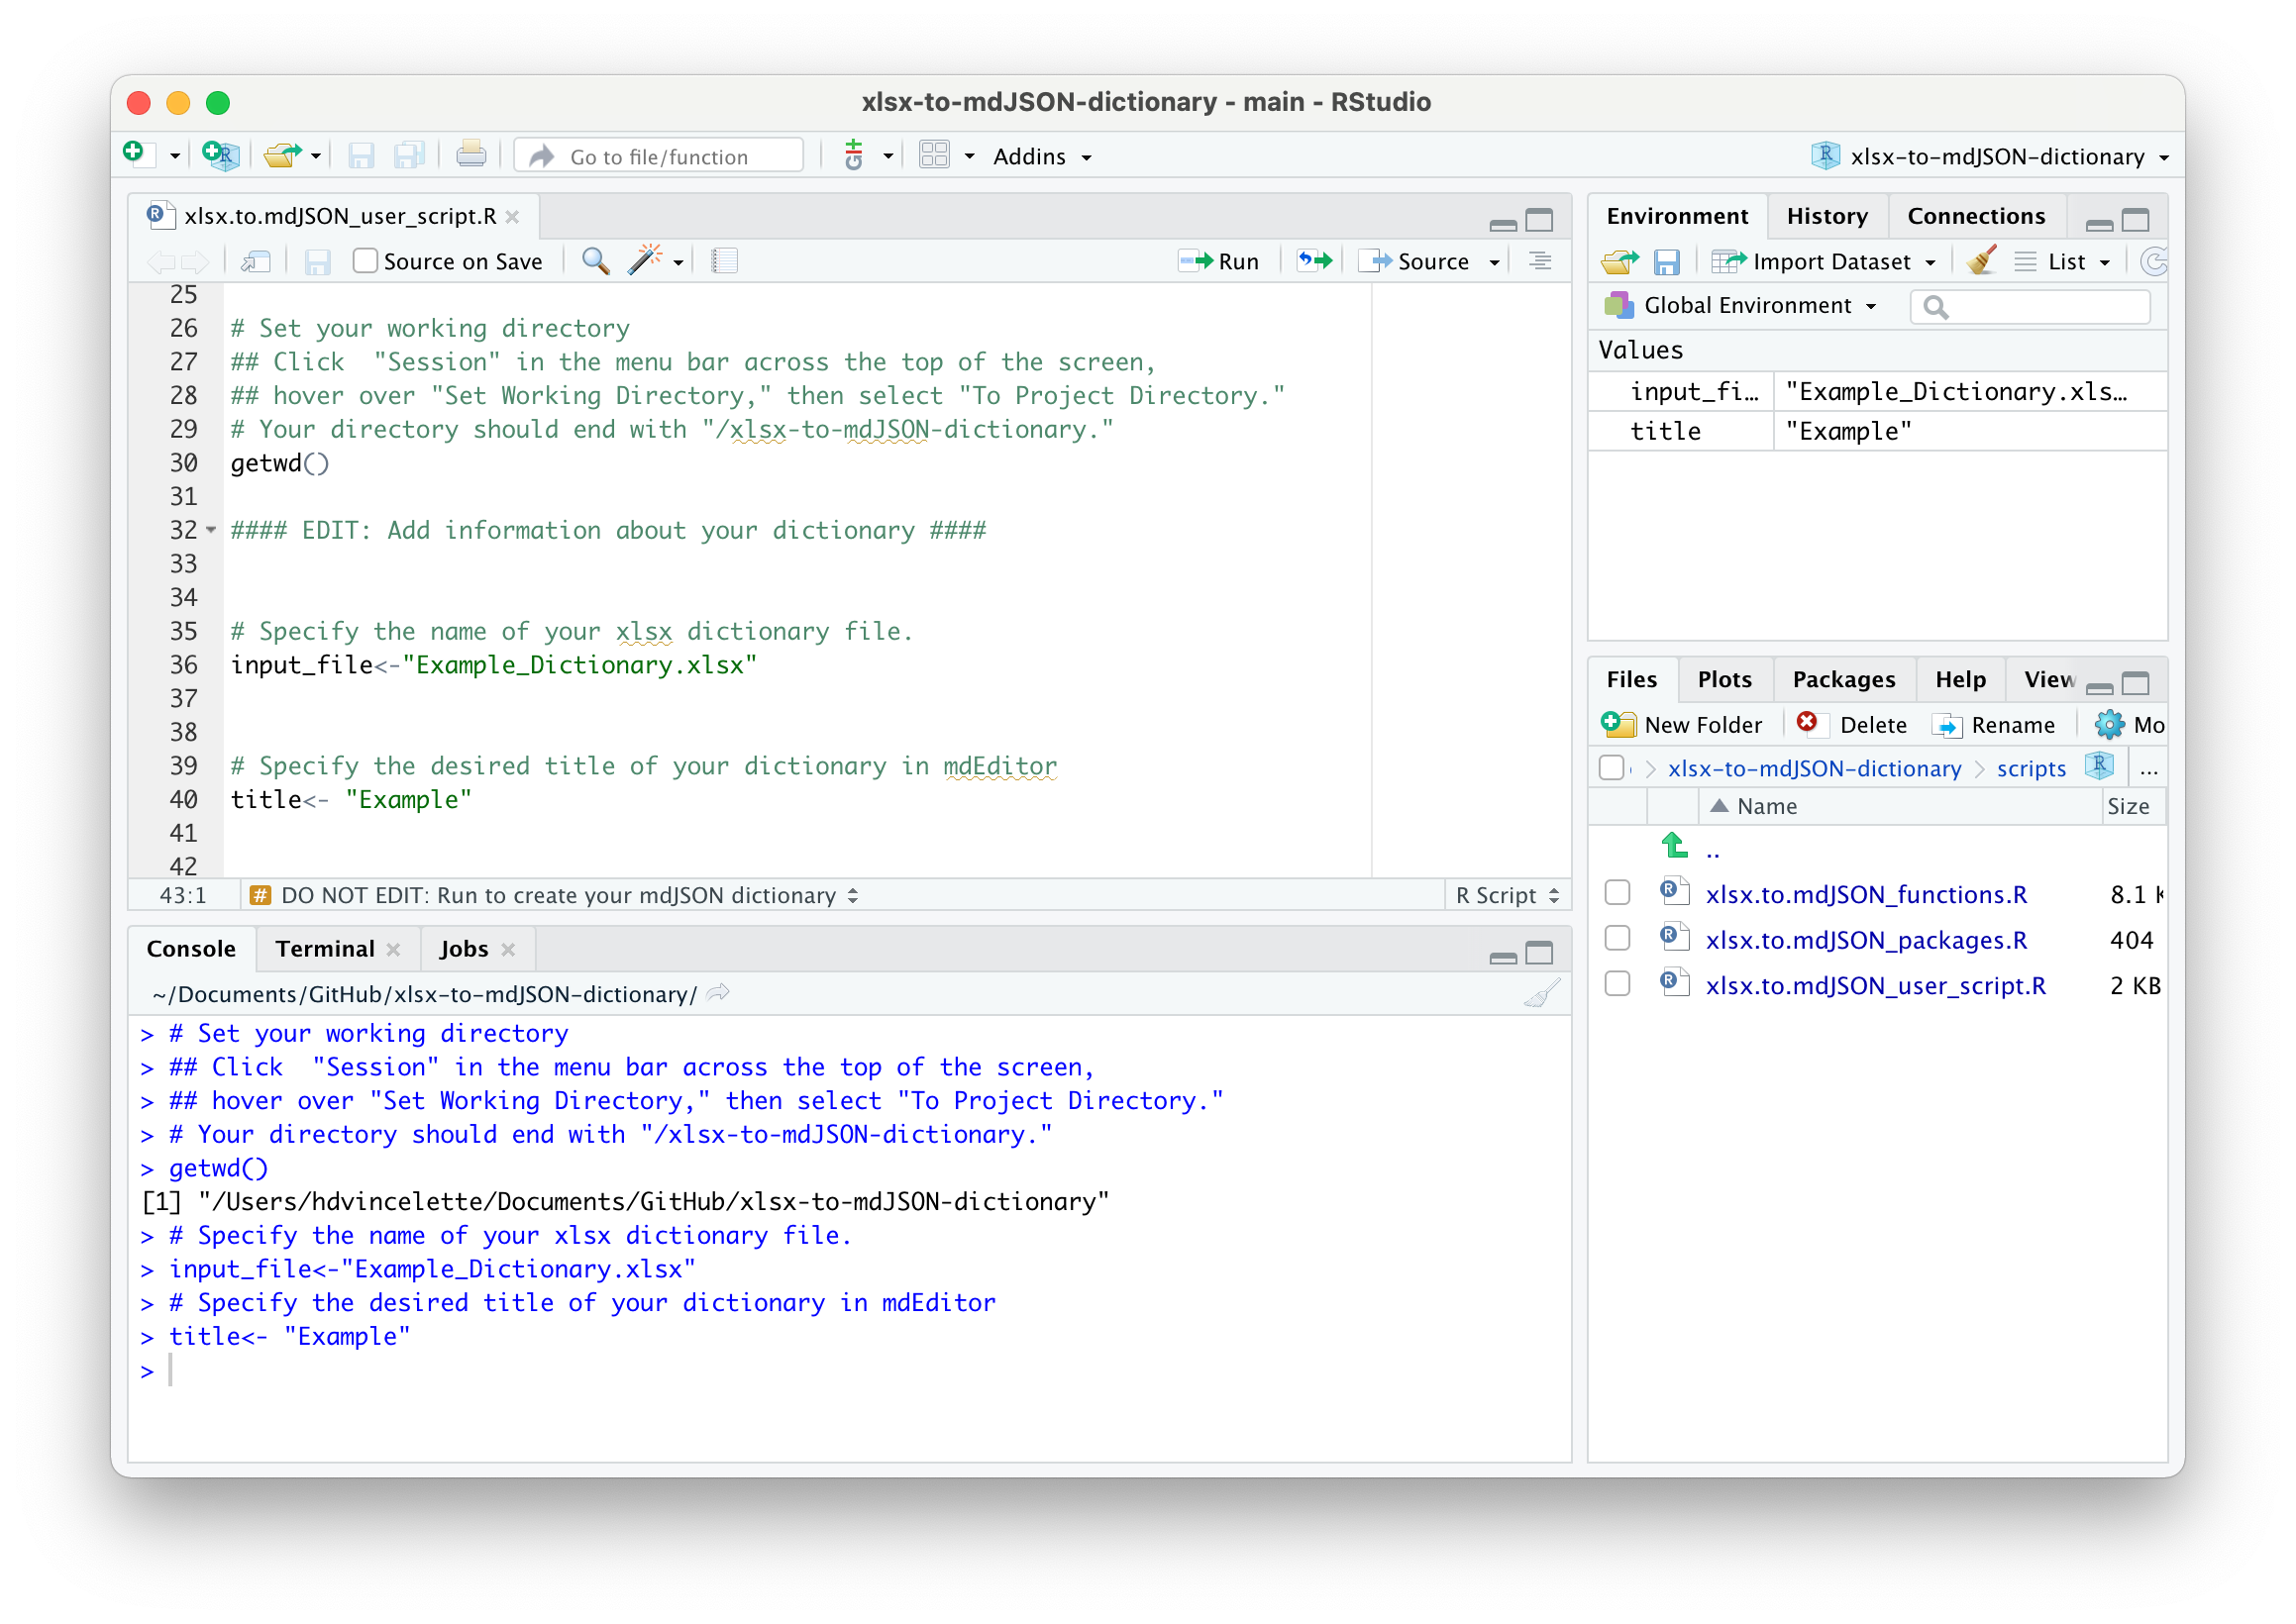 xlsx-to-mdJSON-dictionary - main - RStudio
Go to file/function
Addins
xlsx-to-mdJSON-dictionary
xlsx.to.mdJSON_user_script.R
Source on Save
Run
Source
25
26 # Set your working directory
27 ## Click  "Session" in the menu bar across the top of the screen,
28 ## hover over "Set Working Directory," then select "To Project Directory."
29 # Your directory should end with "/xlsx-to-mdJSON-dictionary."
30 getwd()
31
32 #### EDIT: Add information about your dictionary ####
33
34
35 # Specify the name of your xlsx dictionary file.
36 input_file<-"Example_Dictionary.xlsx"
37
38
39 # Specify the desired title of your dictionary in mdEditor
40 title<- "Example"
41
42
43:1 # DO NOT EDIT: Run to create your mdJSON dictionary R Script
Console Terminal Jobs
~/Documents/GitHub/xlsx-to-mdJSON-dictionary/
> # Set your working directory
> ## Click  "Session" in the menu bar across the top of the screen,
> ## hover over "Set Working Directory," then select "To Project Directory."
> # Your directory should end with "/xlsx-to-mdJSON-dictionary."
> getwd()
[1] "/Users/hdvincelette/Documents/GitHub/xlsx-to-mdJSON-dictionary"
> # Specify the name of your xlsx dictionary file.
> input_file<-"Example_Dictionary.xlsx"
> # Specify the desired title of your dictionary in mdEditor
> title<- "Example"
>
Environment History Connections
Import Dataset List
Global Environment
Values
input_fi… "Example_Dictionary.xls…
title "Example"
Files Plots Packages Help View
New Folder Delete Rename Mo
xlsx-to-mdJSON-dictionary > scripts R ...
Name Size
..
xlsx.to.mdJSON_functions.R 8.1 K
xlsx.to.mdJSON_packages.R 404
xlsx.to.mdJSON_user_script.R 2 KB